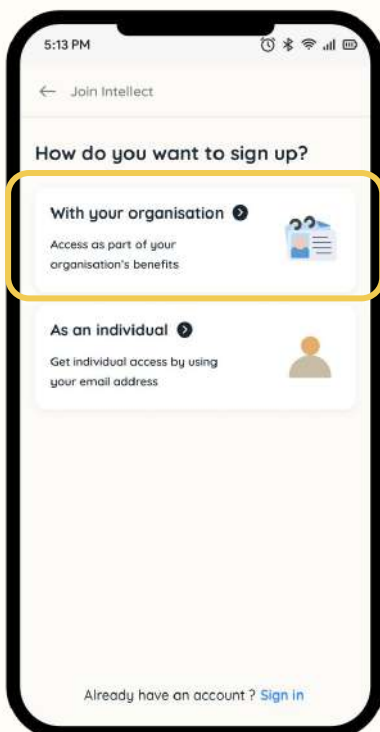 5:13 PM
Join Intellect
How do you want to sign up?
With your organisation
Access as part of your
organisation's benefits
As an individual
Get individual access by using
your email address
Already have an account ? Sign in